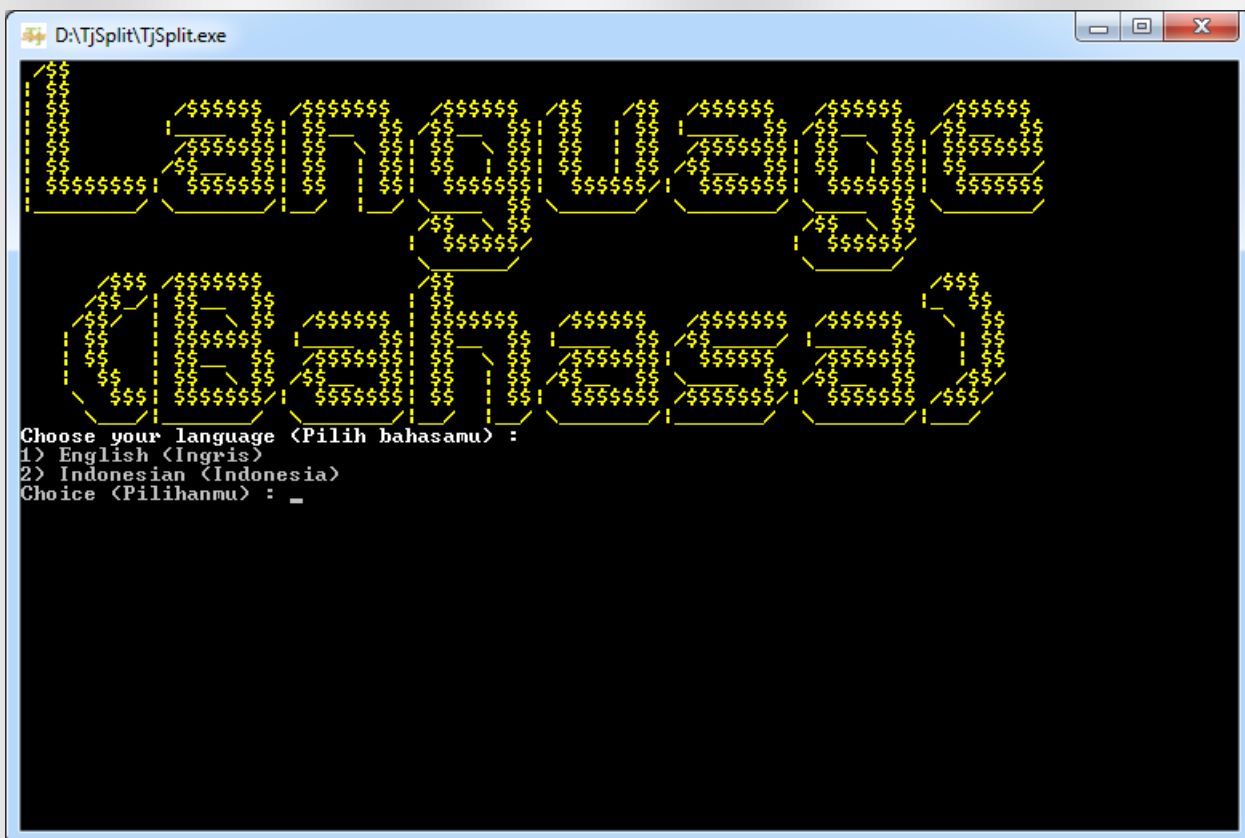 D:\TjSplit\TjSplit.exe
Language
(Bahasa)
Choose your language (Pilih bahasamu) :
1) English (Ingris)
2) Indonesian (Indonesia)
Choice (Pilihanmu) : _